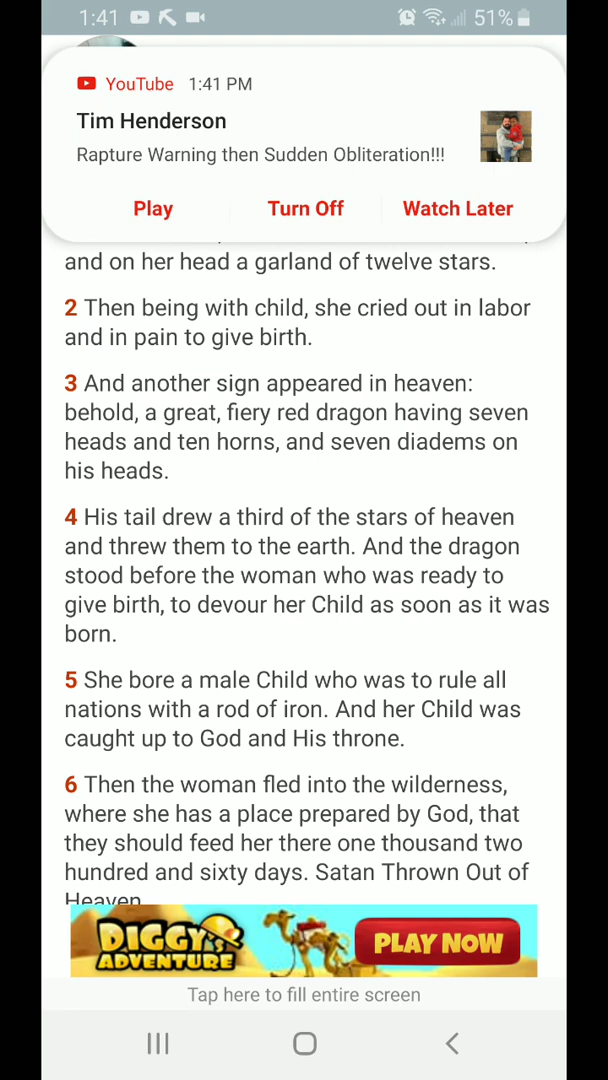 1:41 51%
YouTube 1:41 PM
Tim Henderson
Rapture Warning then Sudden Obliteration!!!
Play Turn Off Watch Later
and on her head a garland of twelve stars.
2 Then being with child, she cried out in labor
and in pain to give birth.
3 And another sign appeared in heaven:
behold, a great, fiery red dragon having seven
heads and ten horns, and seven diadems on
his heads.
4 His tail drew a third of the stars of heaven
and threw them to the earth. And the dragon
stood before the woman who was ready to
give birth, to devour her Child as soon as it was
born.
5 She bore a male Child who was to rule all
nations with a rod of iron. And her Child was
caught up to God and His throne.
6 Then the woman fled into the wilderness,
where she has a place prepared by God, that
they should feed her there one thousand two
hundred and sixty days. Satan Thrown Out of
Heaven
DIGGY'S
ADVENTURE
PLAY NOW
Tap here to fill entire screen